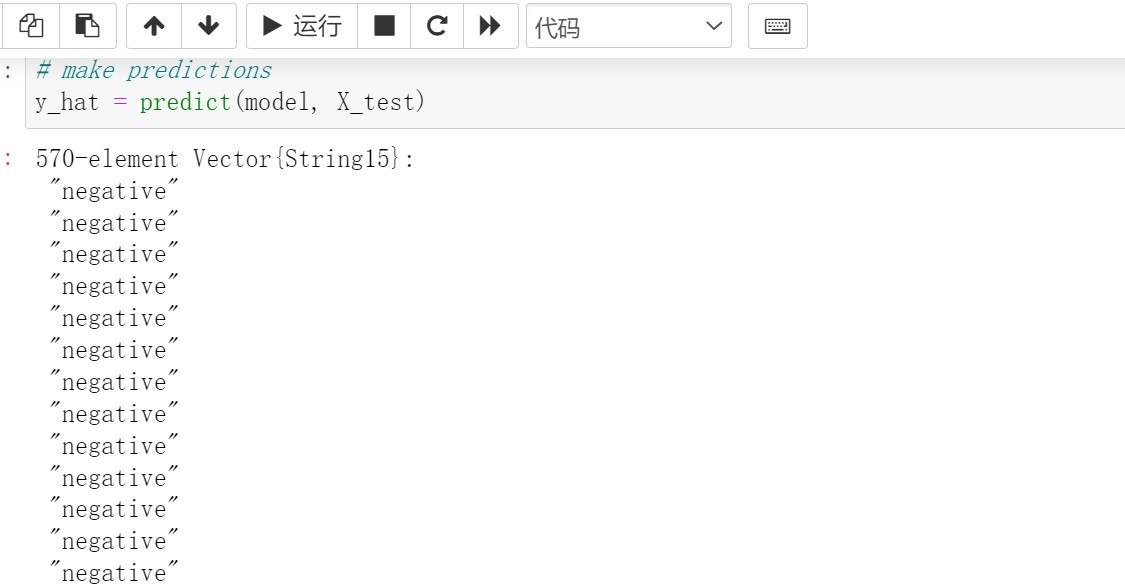 运行 代码
: # make predictions
y_hat = predict(model, X_test)
: 570-element Vector{String15}:
"negative"
"negative"
"negative"
"negative"
"negative"
"negative"
"negative"
"negative"
"negative"
"negative"
"negative"
"negative"
"negative"